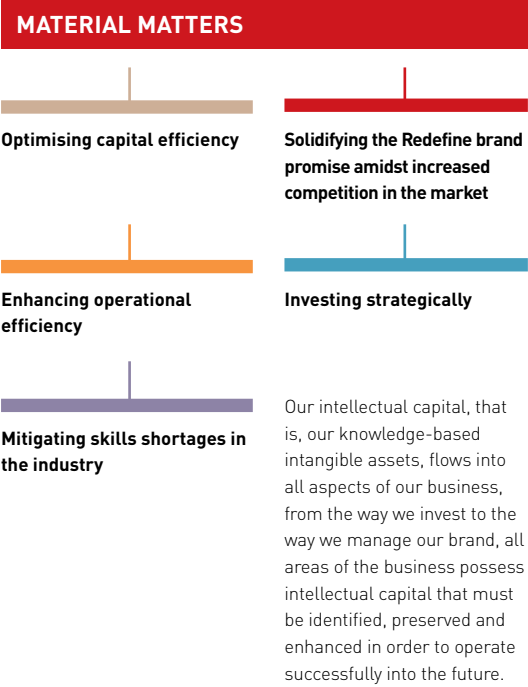 MATERIAL MATTERS
Optimising capital efficiency
Solidifying the Redefine brand
promise amidst increased
competition in the market
Enhancing operational
efficiency
Investing strategically
Mitigating skills shortages in
the industry
Our intellectual capital, that
is, our knowledge-based
intangible assets, flows into
all aspects of our business,
from the way we invest to the
way we manage our brand, all
areas of the business possess
intellectual capital that must
be identified, preserved and
enhanced in order to operate
successfully into the future.